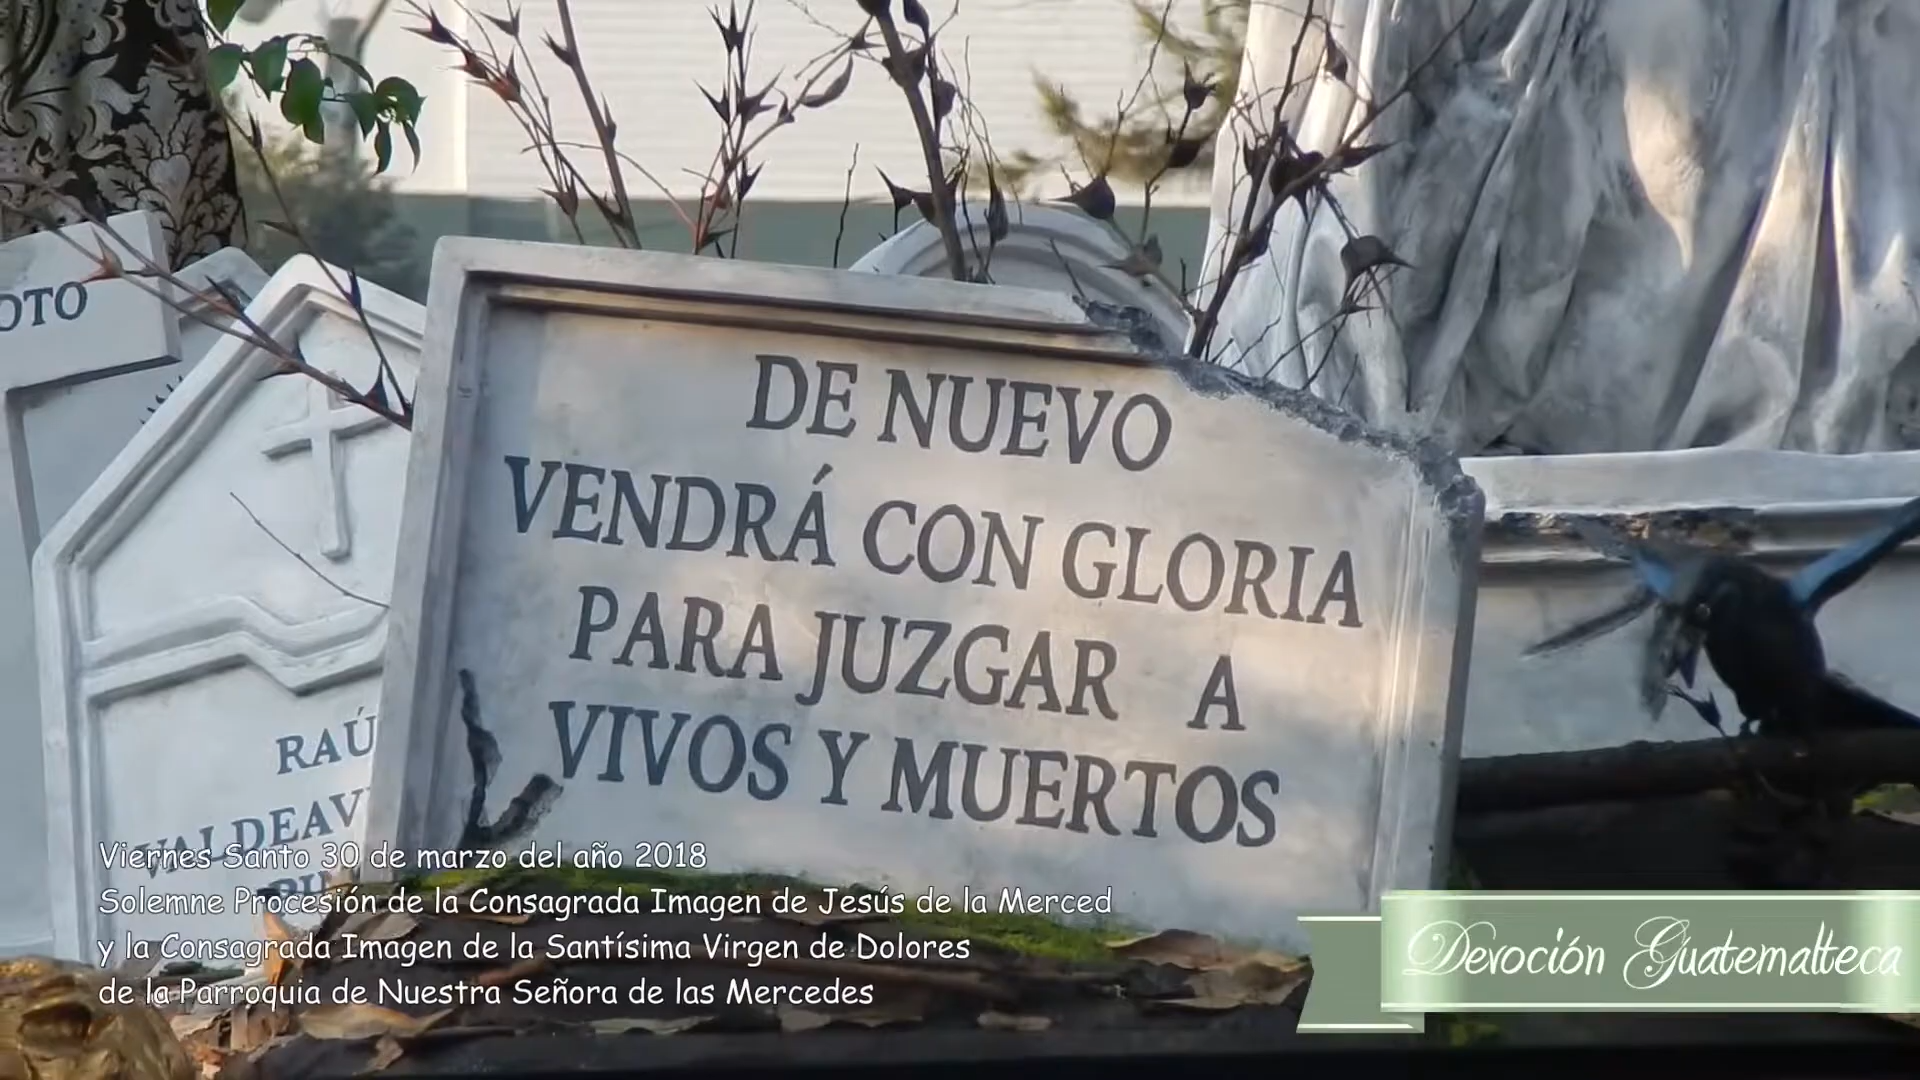 OTO
DE NUEVO
VENDRÁ CON GLORIA
PARA JUZGAR A
VIVOS Y MUERTOS
RAÚ
VALDEAV
Viernes Santo 30 de marzo del año 2018
Solemne Procesión de la Consagrada Imagen de Jesús de la Merced
y la Consagrada Imagen de la Santísima Virgen de Dolores
de la Parroquia de Nuestra Señora de las Mercedes
Devoción Guatemalteca